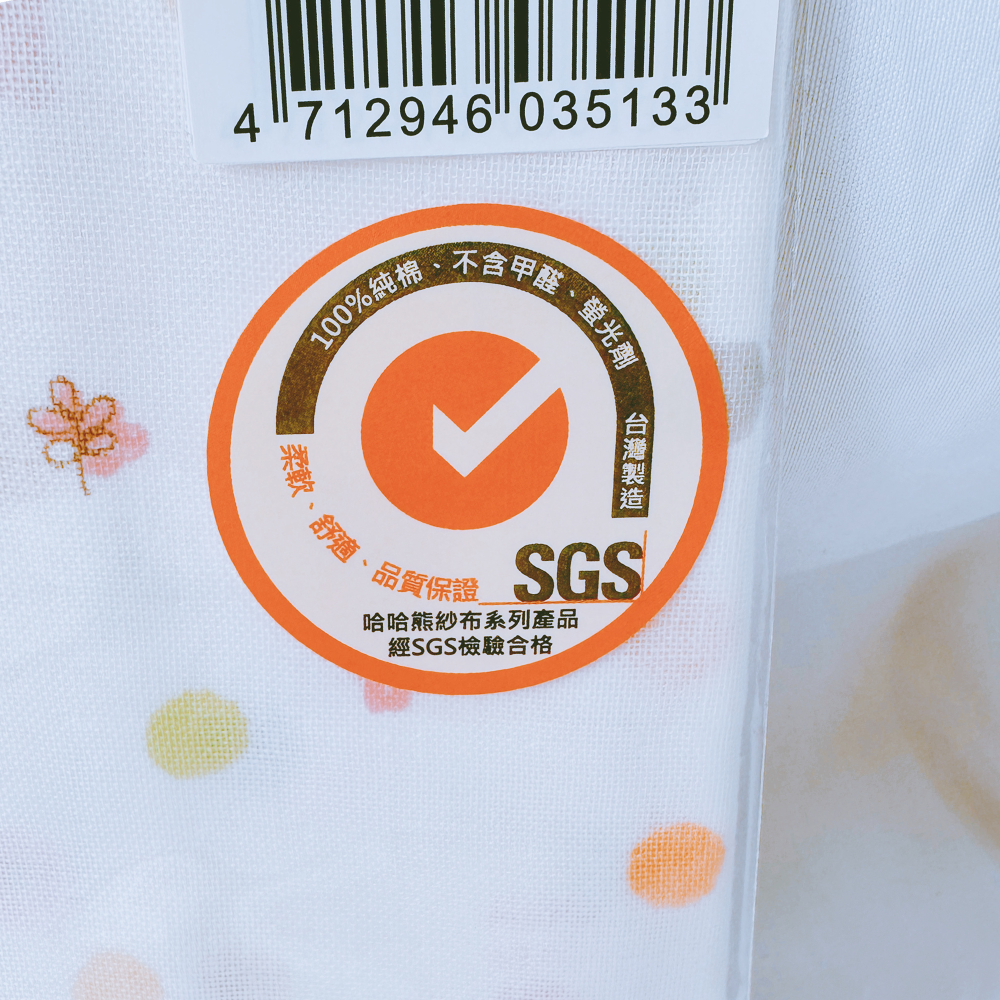 4 712946 035133
100%純棉、不含甲醛、螢光劑
台灣製造
柔軟、舒適、品質保證
SGS
哈哈熊紗布系列產品
經SGS檢驗合格